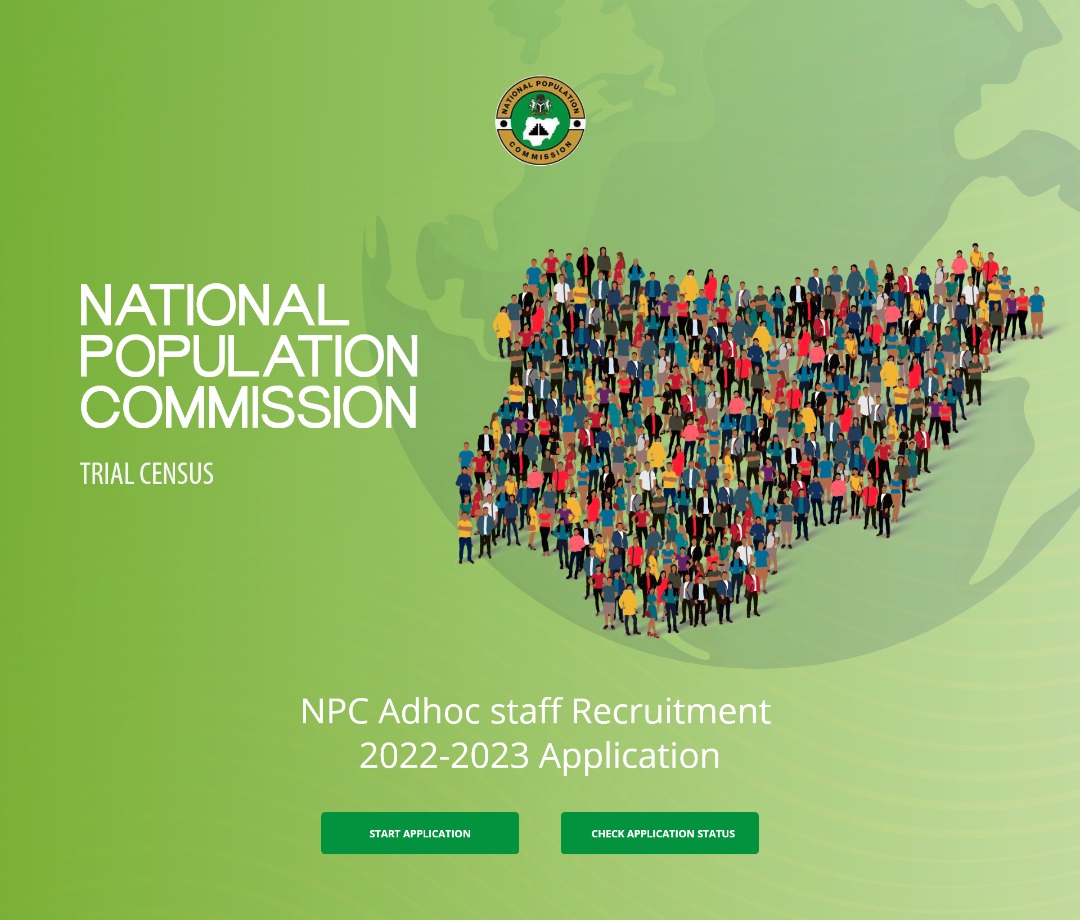 NATIONAL POPULATION
COMMISSION
NATIONAL
POPULATION
COMMISSION
TRIAL CENSUS
NPC Adhoc staff Recruitment
2022-2023 Application
START APPLICATION
CHECK APPLICATION STATUS